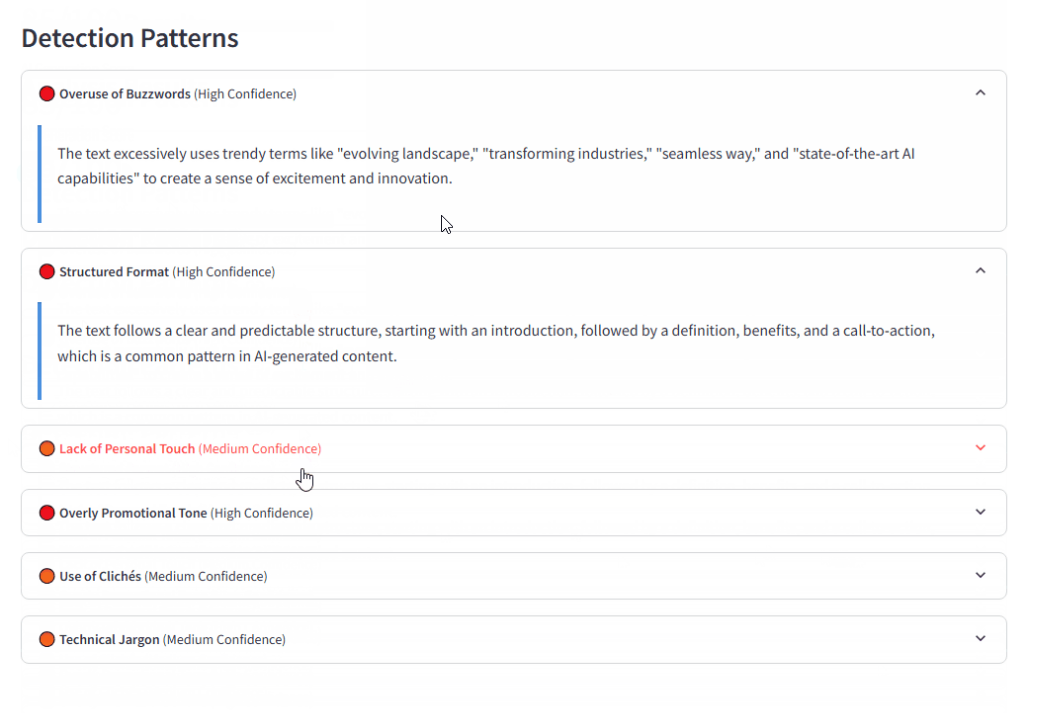 Detection Patterns
Overuse of Buzzwords (High Confidence)
The text excessively uses trendy terms like "evolving landscape," "transforming industries," "seamless way," and "state-of-the-art AI
capabilities" to create a sense of excitement and innovation.
Structured Format (High Confidence)
The text follows a clear and predictable structure, starting with an introduction, followed by a definition, benefits, and a call-to-action,
which is a common pattern in AI-generated content.
Lack of Personal Touch (Medium Confidence)
Overly Promotional Tone (High Confidence)
Use of Clichés (Medium Confidence)
Technical Jargon (Medium Confidence)